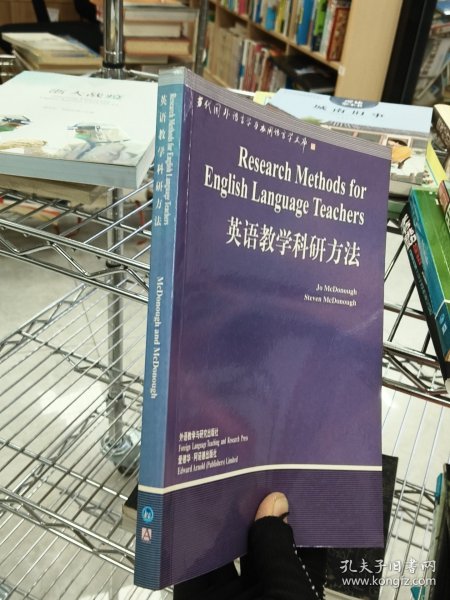 当代国外语言学与应用语言学文库
Research Methods for
English Language Teachers
英语教学科研方法
Jo McDonough
Steven McDonough
外语教学与研究出版社
Foreign Language Teaching and Research Press
爱德华·阿诺德出版社
Edward Arnold (Publishers) Limited
Research Methods for English Language Teachers
英语教学科研方法
McDonough and McDonough
城南旧事
孔夫子旧书网
www.kongfz.com